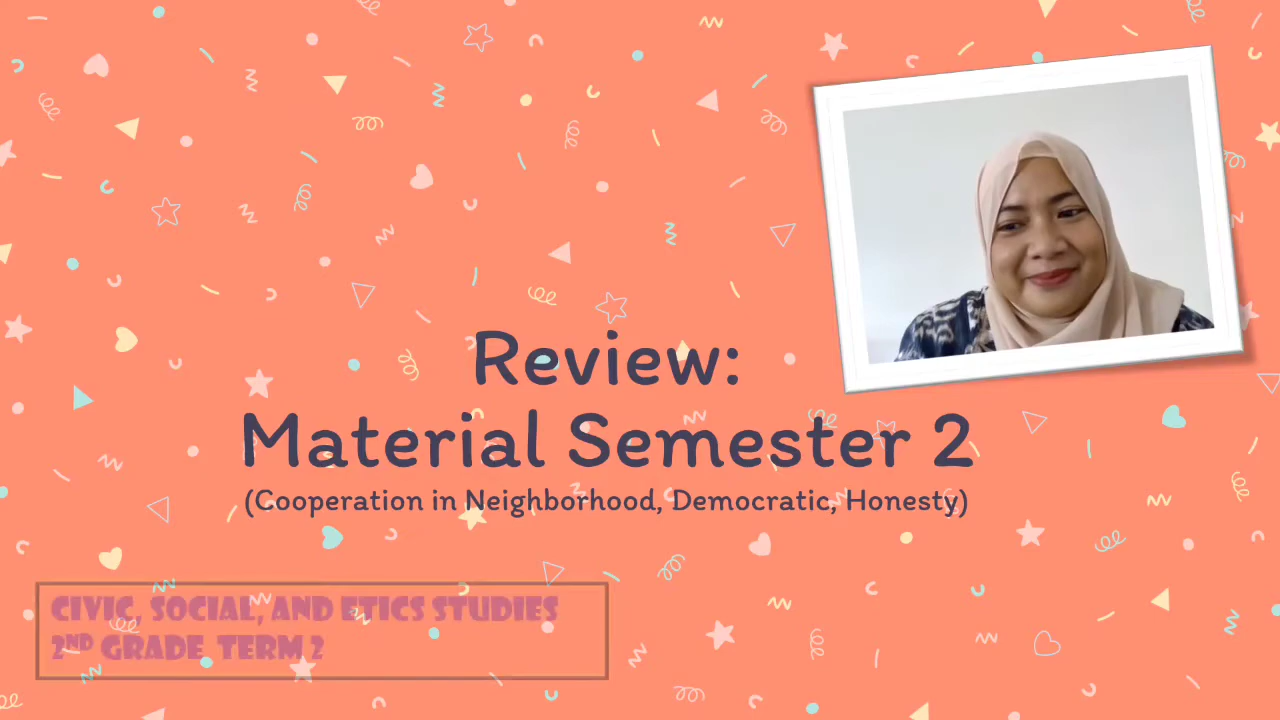 Review:
Material Semester 2
(Cooperation in Neighborhood, Democratic, Honesty)
CIVIC, SOCIAL, AND ETICS STUDIES
2ND GRADE TERM 2